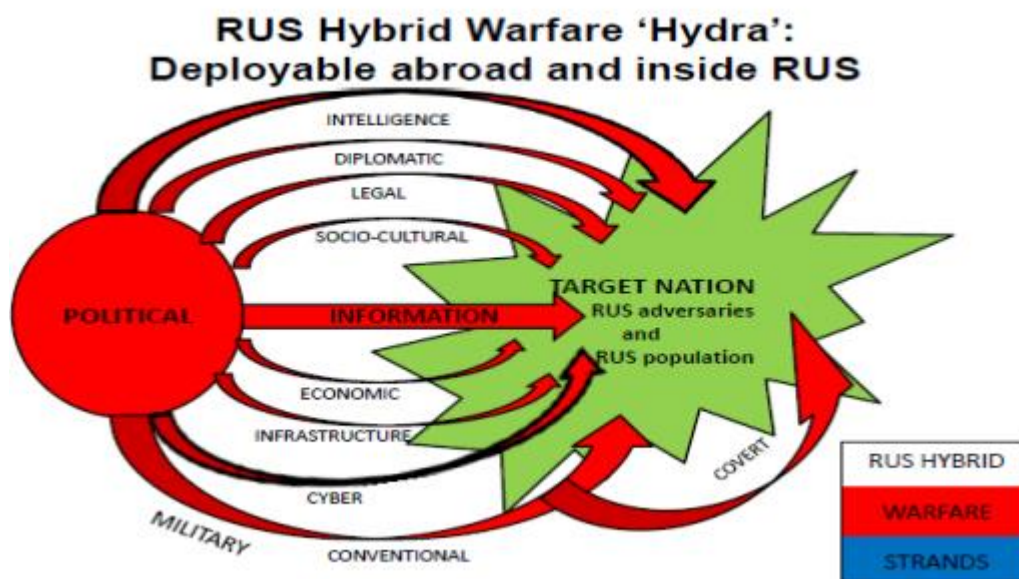 RUS Hybrid Warfare ‘Hydra’:
Deployable abroad and inside RUS
INTELLIGENCE
DIPLOMATIC
LEGAL
SOCIO-CULTURAL
POLITICAL
INFORMATION
TARGET NATION
RUS adversaries
and
RUS population
ECONOMIC
INFRASTRUCTURE
CYBER
MILITARY
CONVENTIONAL
COVERT
RUS HYBRID
WARFARE
STRANDS